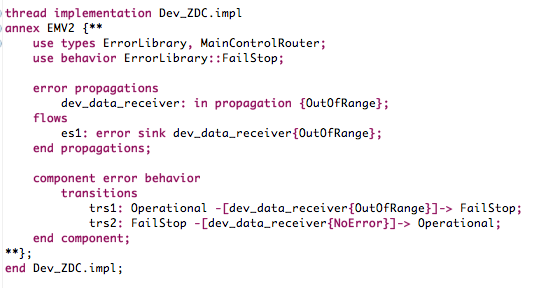 thread implementation Dev_ZDC.impl
annex EMV2 {**
    use types ErrorLibrary, MainControlRouter;
    use behavior ErrorLibrary::FailStop;

    error propagations
        dev_data_receiver: in propagation {OutOfRange};
    flows
        es1: error sink dev_data_receiver{OutOfRange};
    end propagations;

    component error behavior
        transitions
            trs1: Operational -[dev_data_receiver{OutOfRange}]-> FailStop;
            trs2: FailStop -[dev_data_receiver{NoError}]-> Operational;
    end component;
**};
end Dev_ZDC.impl;